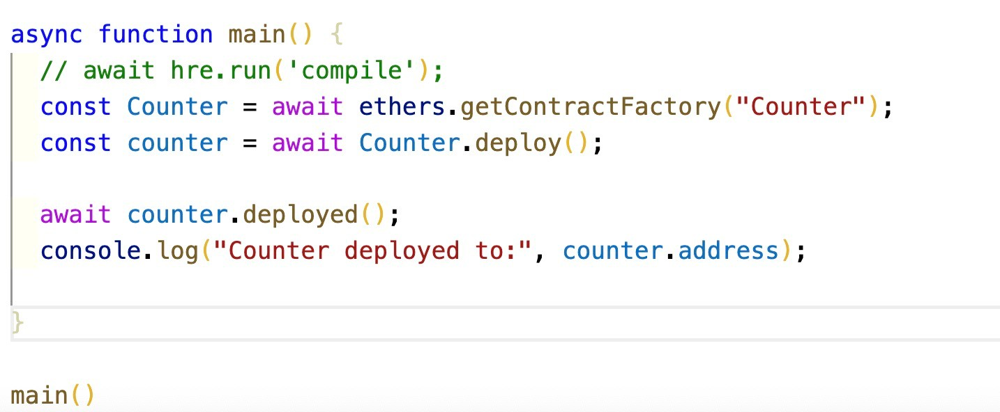 async function main() {
  // await hre.run('compile');
  const Counter = await ethers.getContractFactory("Counter");
  const counter = await Counter.deploy();

  await counter.deployed();
  console.log("Counter deployed to:", counter.address);

}

main()